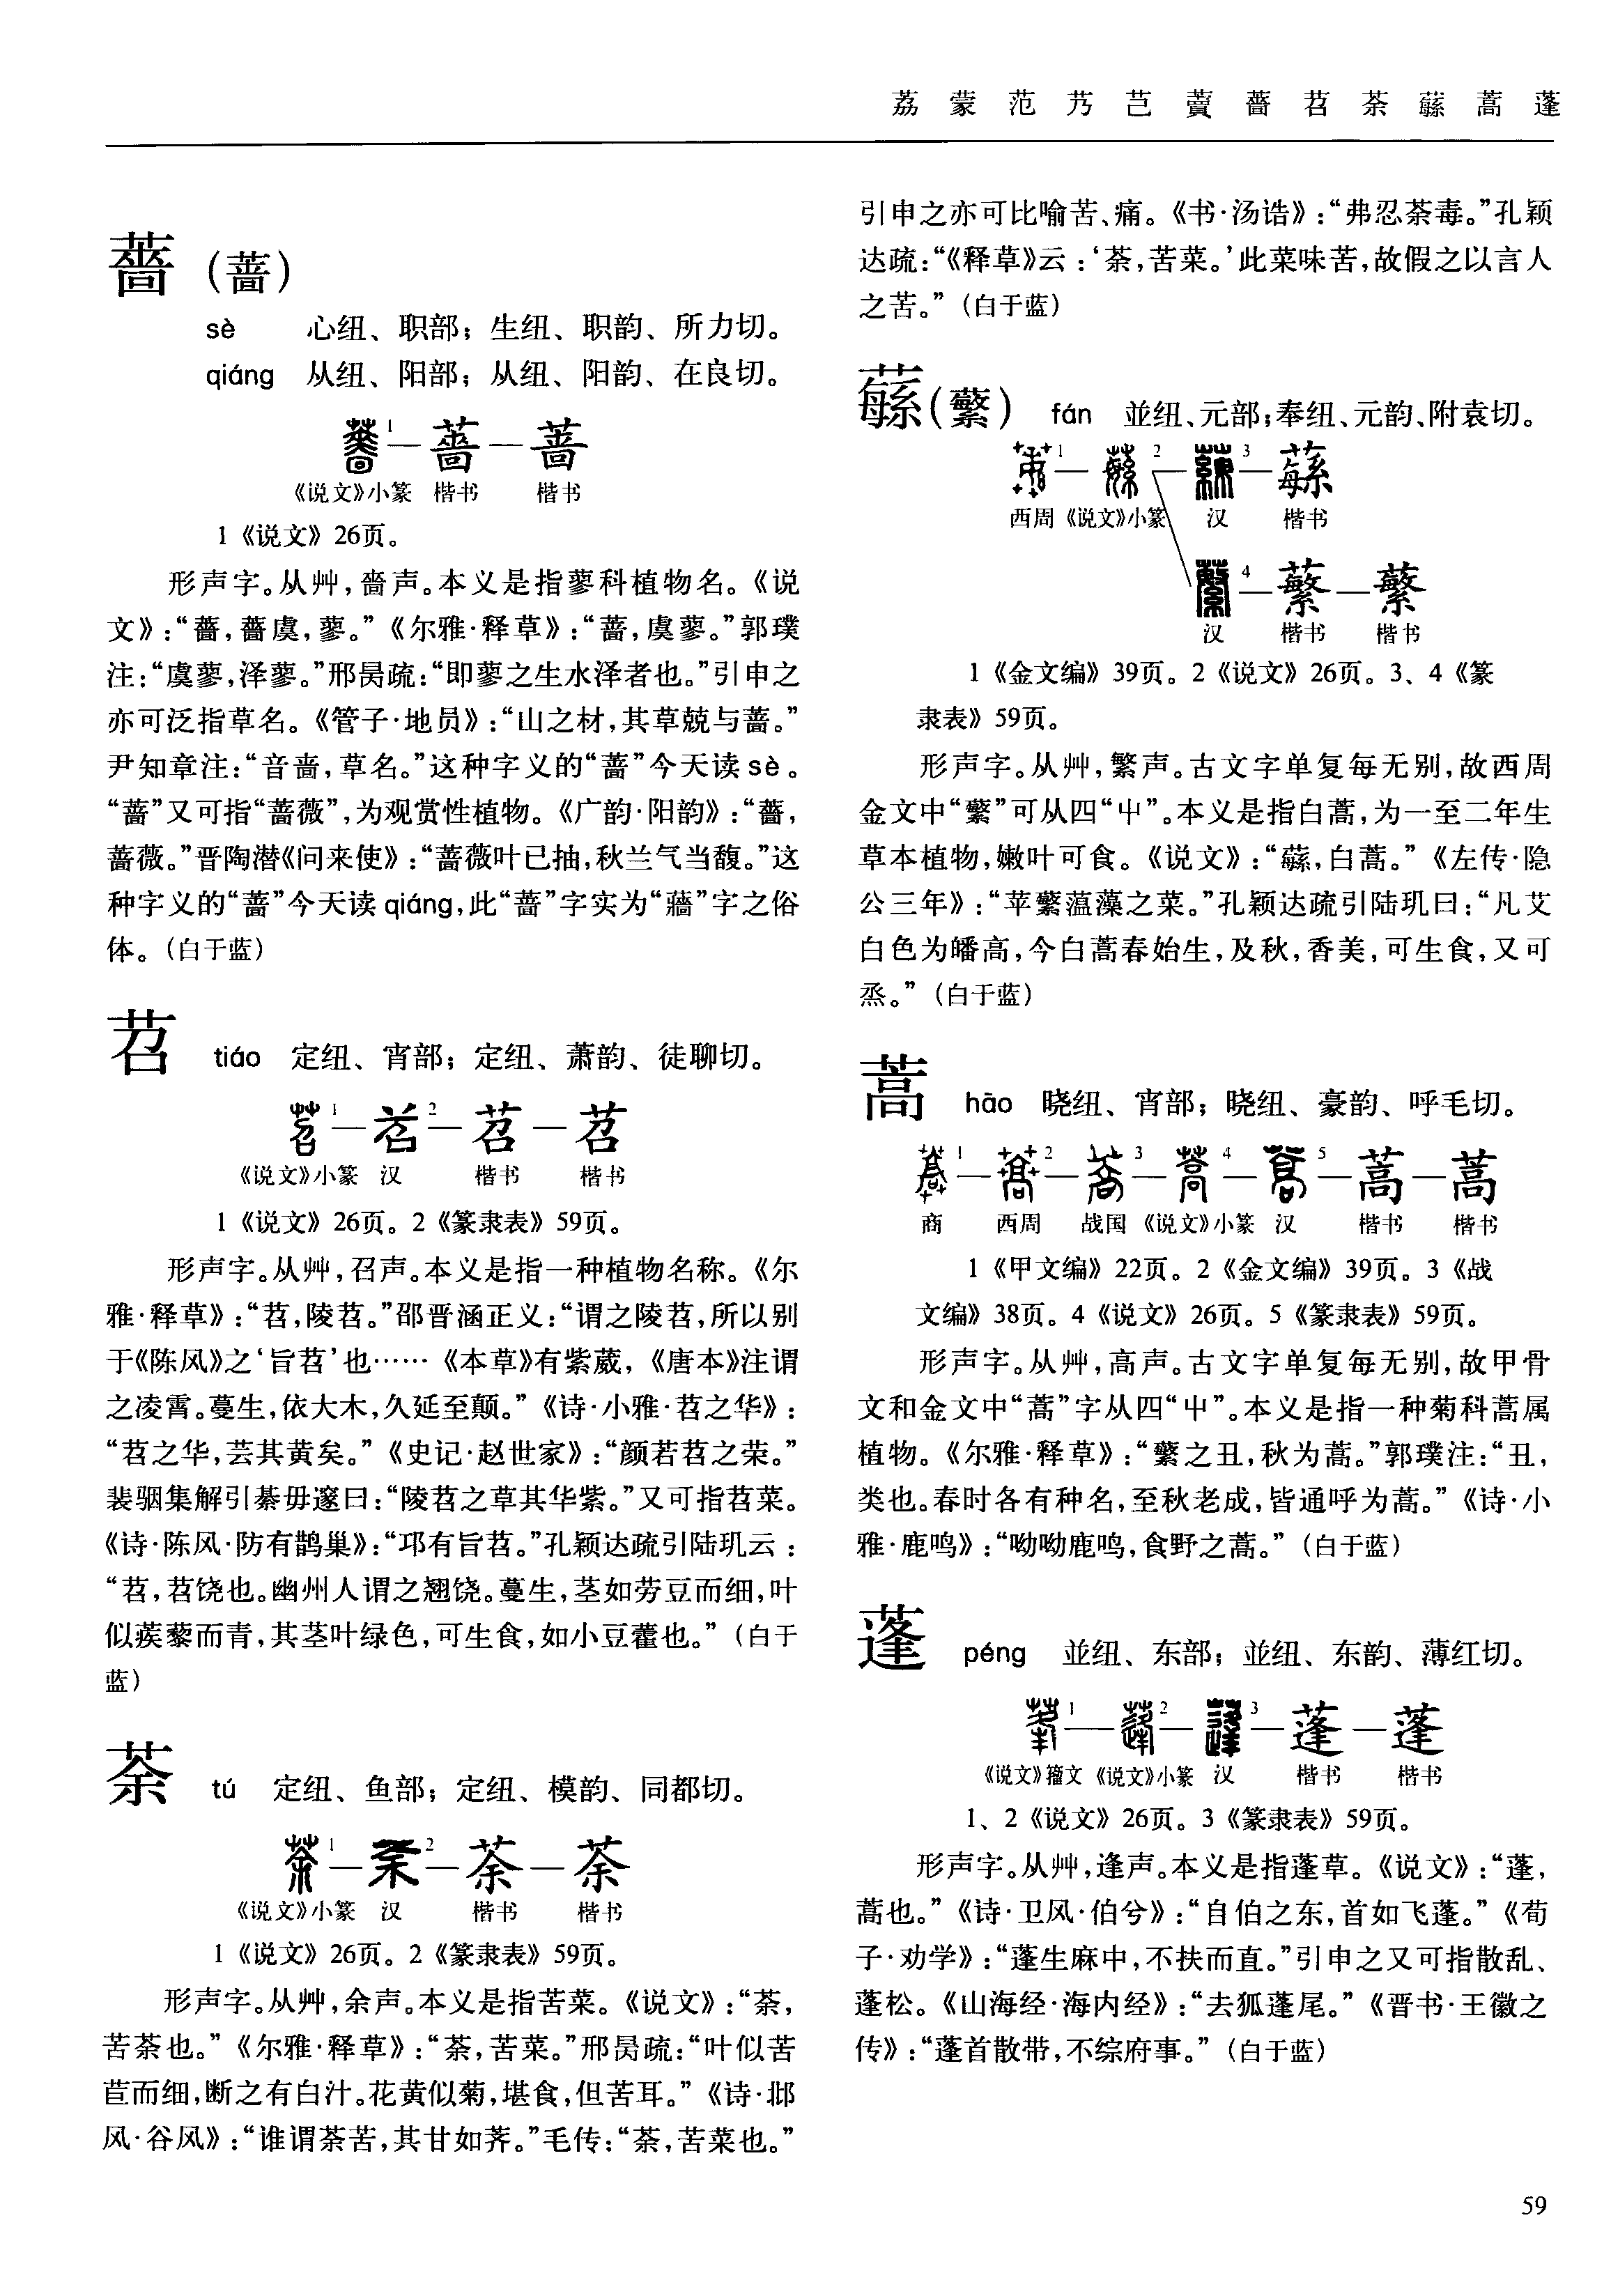 荔 蒙 范 艿 芑 藚 薔 苕 荼 蘇 蒿 蓬
薔（蔷）
sè 心纽、职部；生纽、职韵、所力切。
qiáng 从纽、阳部；从纽、阳韵、在良切。
1—薔—蔷
《说文》小篆 楷书 楷书
1《说文》26页。
形声字。从艸，啬声。本义是指蓼科植物名。《说
文》：“薔，薔虞，蓼。”《尔雅·释草》：“蔷，虞蓼。”郭璞
注：“虞蓼，泽蓼。”邢昺疏：“即蓼之生水泽者也。”引申之
亦可泛指草名。《管子·地员》：“山之材，其草兢与蔷。”
尹知章注：“音啬，草名。”这种字义的“蔷”今天读 sè 。
“蔷”又可指“蔷薇”，为观赏性植物。《广韵·阳韵》：“薔，
蔷薇。”晋陶潜《问来使》：“蔷薇叶已抽，秋兰气当馥。”这
种字义的“蔷”今天读 qiáng，此“蔷”字实为“蘠”字之俗
体。（白于蓝）
苕 tiáo 定纽、宵部；定纽、萧韵、徒聊切。
1—2—苕—苕
《说文》小篆 汉 楷书 楷书
1《说文》26页。2《篆隶表》59页。
形声字。从艸，召声。本义是指一种植物名称。《尔
雅·释草》：“苕，陵苕。”邵晋涵正义：“谓之陵苕，所以别
于《陈风》之‘旨苕’也……《本草》有紫葳，《唐本》注谓
之凌霄。蔓生，依大木，久延至颠。”《诗·小雅·苕之华》：
“苕之华，芸其黄矣。”《史记·赵世家》：“颜若苕之荣。”
裴骃集解引綦毋邃曰：“陵苕之草其华紫。”又可指苕菜。
《诗·陈风·防有鹊巢》：“邛有旨苕。”孔颖达疏引陆玑云：
“苕，苕饶也。幽州人谓之翘饶。蔓生，茎如劳豆而细，叶
似蒺藜而青，其茎叶绿色，可生食，如小豆藿也。”（白于
蓝）
荼 tú 定纽、鱼部；定纽、模韵、同都切。
1—2—荼—荼
《说文》小篆 汉 楷书 楷书
1《说文》26页。2《篆隶表》59页。
形声字。从艸，余声。本义是指苦菜。《说文》：“荼，
苦荼也。”《尔雅·释草》：“荼，苦菜。”邢昺疏：“叶似苦
苣而细，断之有白汁。花黄似菊，堪食，但苦耳。”《诗·邶
风·谷风》：“谁谓荼苦，其甘如荠。”毛传：“荼，苦菜也。”
引申之亦可比喻苦、痛。《书·汤诰》：“弗忍荼毒。”孔颖
达疏：“《释草》云：‘荼，苦菜。’此菜味苦，故假之以言人
之苦。”（白于蓝）
（蘩） fán 並纽、元部；奉纽、元韵、附袁切。
1—2—3—
西周《说文》小篆 汉 楷书
4—蘩—蘩
汉 楷书 楷书
1《金文编》39页。2《说文》26页。3、4《篆
隶表》59页。
形声字。从艸，繁声。古文字单复每无别，故西周
金文中“蘩”可从四“屮”。本义是指白蒿，为一至二年生
草本植物，嫩叶可食。《说文》：“，白蒿。”《左传·隐
公三年》：“苹蘩薀藻之菜。”孔颖达疏引陆玑曰：“凡艾
白色为皤高，今白蒿春始生，及秋，香美，可生食，又可
烝。”（白于蓝）
蒿 hāo 晓纽、宵部；晓纽、豪韵、呼毛切。
1—2—3—4—5—蒿—蒿
商 西周 战国 《说文》小篆 汉 楷书 楷书
1《甲文编》22页。2《金文编》39页。3《战
文编》38页。4《说文》26页。5《篆隶表》59页。
形声字。从艸，高声。古文字单复每无别，故甲骨
文和金文中“蒿”字从四“屮”。本义是指一种菊科蒿属
植物。《尔雅·释草》：“蘩之丑，秋为蒿。”郭璞注：“丑，
类也。春时各有种名，至秋老成，皆通呼为蒿。”《诗·小
雅·鹿鸣》：“呦呦鹿鸣，食野之蒿。”（白于蓝）
蓬 péng 並纽、东部；並纽、东韵、薄红切。
1—2—3—蓬—蓬
《说文》籀文 《说文》小篆 汉 楷书 楷书
1、2《说文》26页。3《篆隶表》59页。
形声字。从艸，逢声。本义是指蓬草。《说文》：“蓬，
蒿也。”《诗·卫风·伯兮》：“自伯之东，首如飞蓬。”《荀
子·劝学》：“蓬生麻中，不扶而直。”引申之又可指散乱、
蓬松。《山海经·海内经》：“去狐蓬尾。”《晋书·王徽之
传》：“蓬首散带，不综府事。”（白于蓝）
59